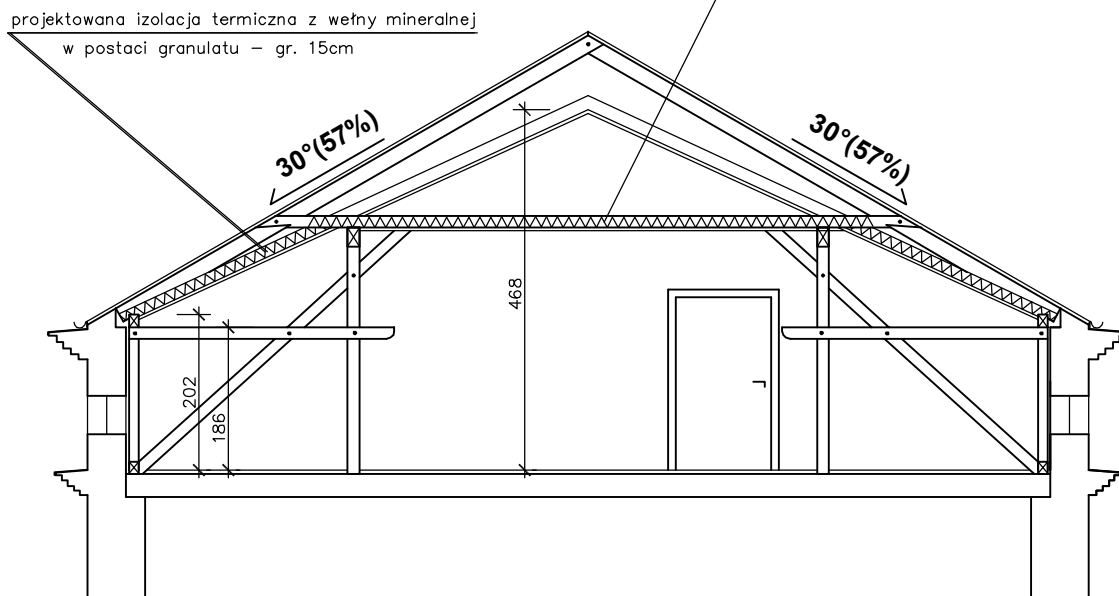 projektowana izolacja termiczna z wełny mineralnej
w postaci granulatu – gr. 15cm
30°(57%)
30°(57%)
468
202
186